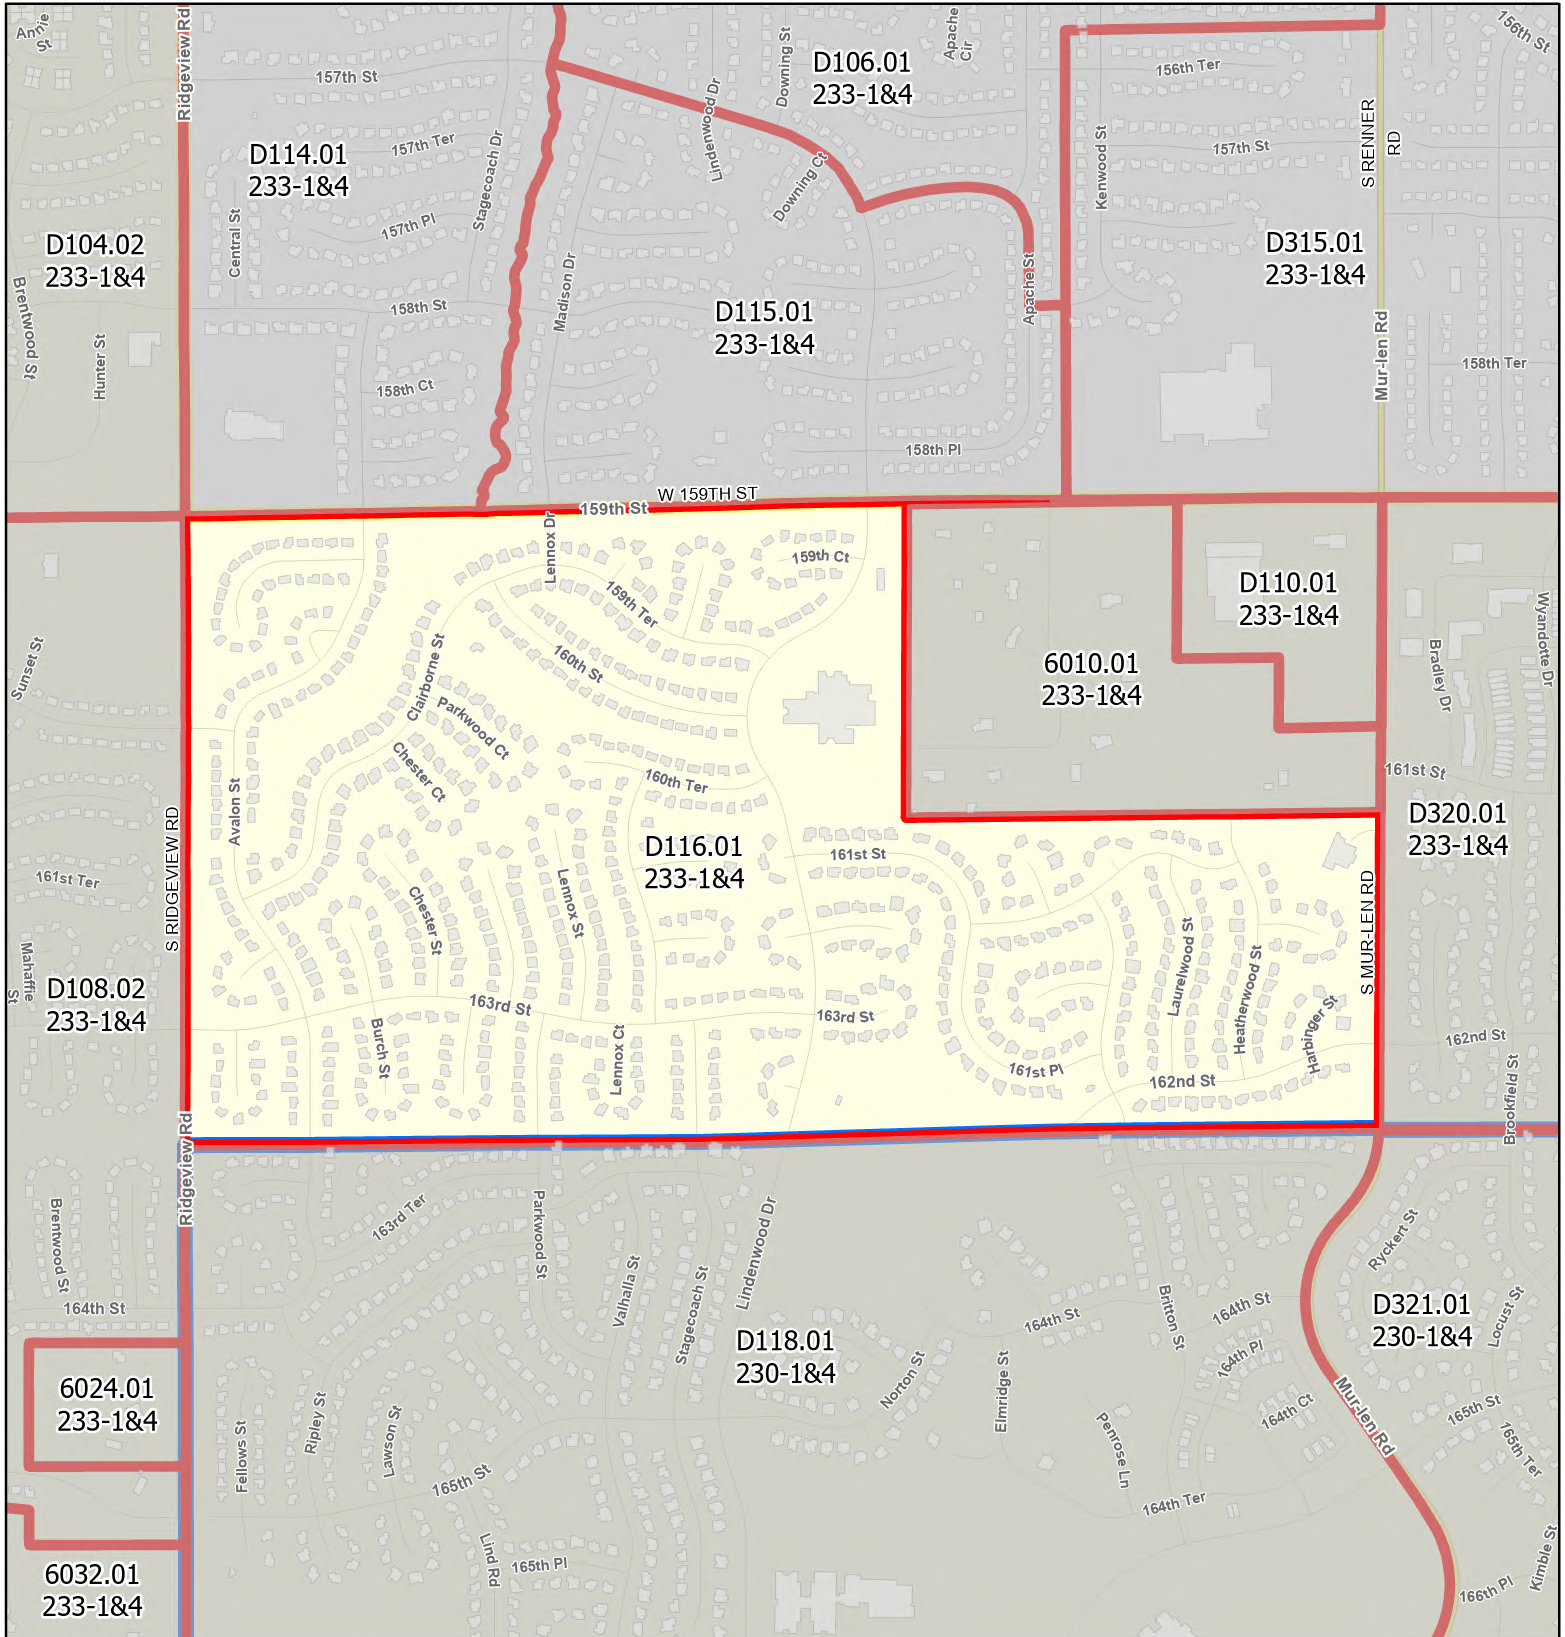 Annie
St
Ridgeview Rd
157th St
Downing St
Apache
Cir
D106.01
233-1&4
156th Ter
156th St
Lindenwood Dr
S RENNER
RD
D114.01
233-1&4
157th Ter
Stagecoach Dr
Downing Ct
Kenwood St
157th St
157th Pl
Central St
D104.02
233-1&4
D315.01
233-1&4
Madison Dr
Apache St
Brentwood St
158th St
D115.01
233-1&4
Mur-len Rd
Hunter St
158th Ter
158th Ct
158th Pl
W 159TH ST
159th St
Lennox Dr
159th Ct
159th Ter
D110.01
233-1&4
Wyandotte Dr
Sunset St
Clairborne St
160th St
6010.01
233-1&4
Bradley Dr
Parkwood Ct
Chester Ct
160th Ter
161st St
S RIDGEVIEW RD
Avalon St
D116.01
233-1&4
161st St
D320.01
233-1&4
161st Ter
Chester St
Lennox St
S MUR-LEN RD
Laurelwood St
Heatherwood St
Mahaffie
St
D108.02
233-1&4
163rd St
163rd St
Harbinger St
Burch St
Lennox Ct
161st Pl
162nd St
162nd St
Brookfield St
Ridgeview Rd
Brentwood St
163rd Ter
Parkwood St
Lindenwood Dr
Ryckert St
164th St
Valhalla St
Stagecoach St
164th St
Britton St
164th St
D321.01
230-1&4
Locust St
D118.01
230-1&4
164th Pl
Norton St
Elmridge St
6024.01
233-1&4
Mur-len Rd
164th Ct
165th St
Fellows St
Ripley St
Lawson St
Penrose Ln
165th Ter
165th St
164th Ter
Lind Rd
165th Pl
Kimble St
6032.01
233-1&4
166th Pl